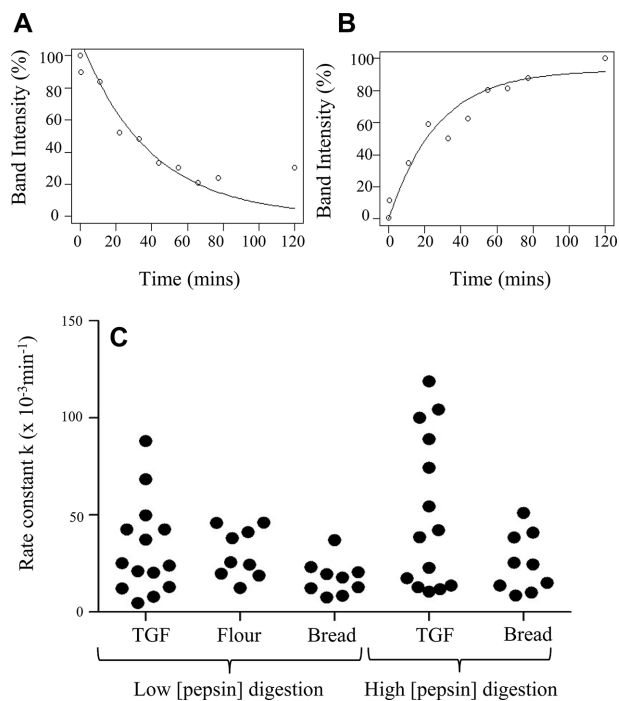 A
Band Intensity (%)
100
80
60
40
20
0
0 20 40 60 80 100 120
Time (mins)
B
Band Intensity (%)
100
80
60
40
20
0
0 20 40 60 80 100 120
Time (mins)
C
Rate constant k (x 10⁻³min⁻¹)
150
100
50
0
TGF Flour Bread TGF Bread
Low [pepsin] digestion High [pepsin] digestion